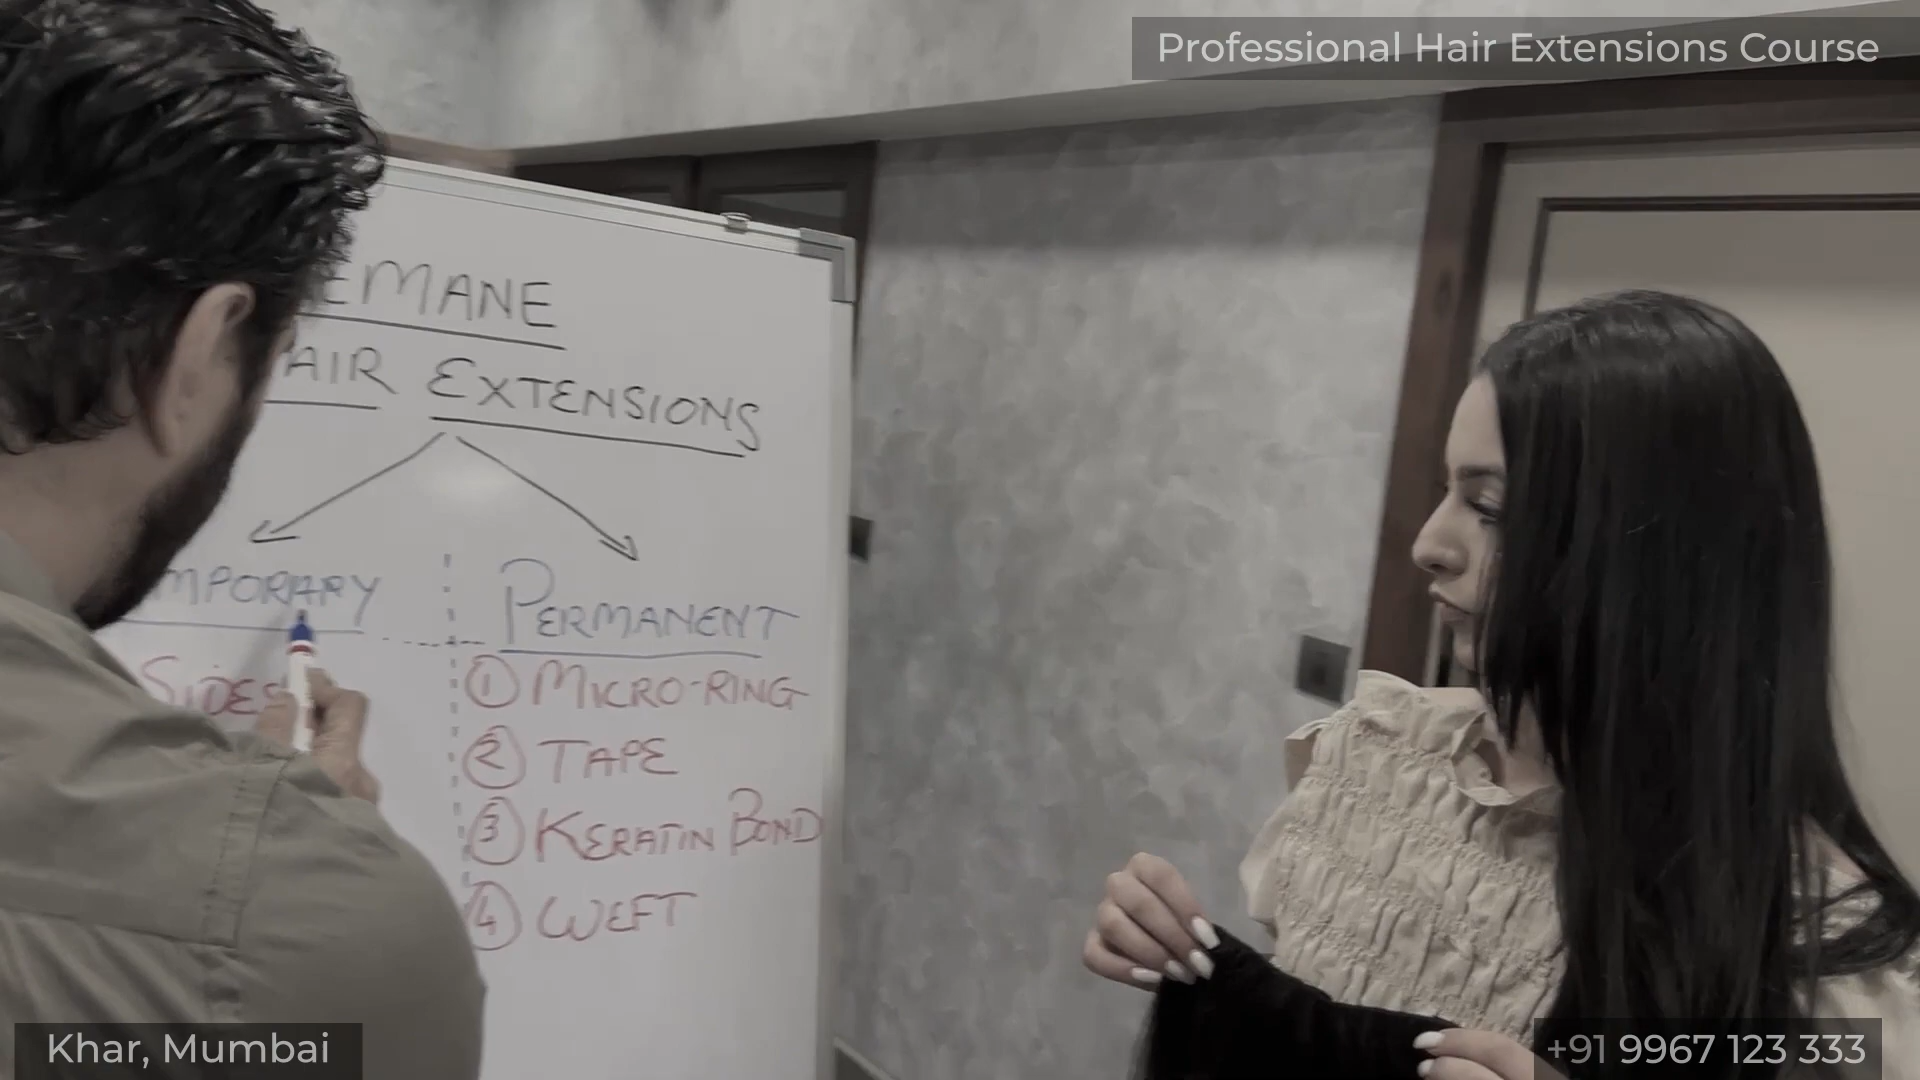 Professional Hair Extensions Course
EMANE
AIR EXTENSIONS
MPORARY
PERMANENT
SIDES
① MICRO-RING
② TAPE
③ KERATIN BOND
④ WEFT
Khar, Mumbai
+91 9967 123 333